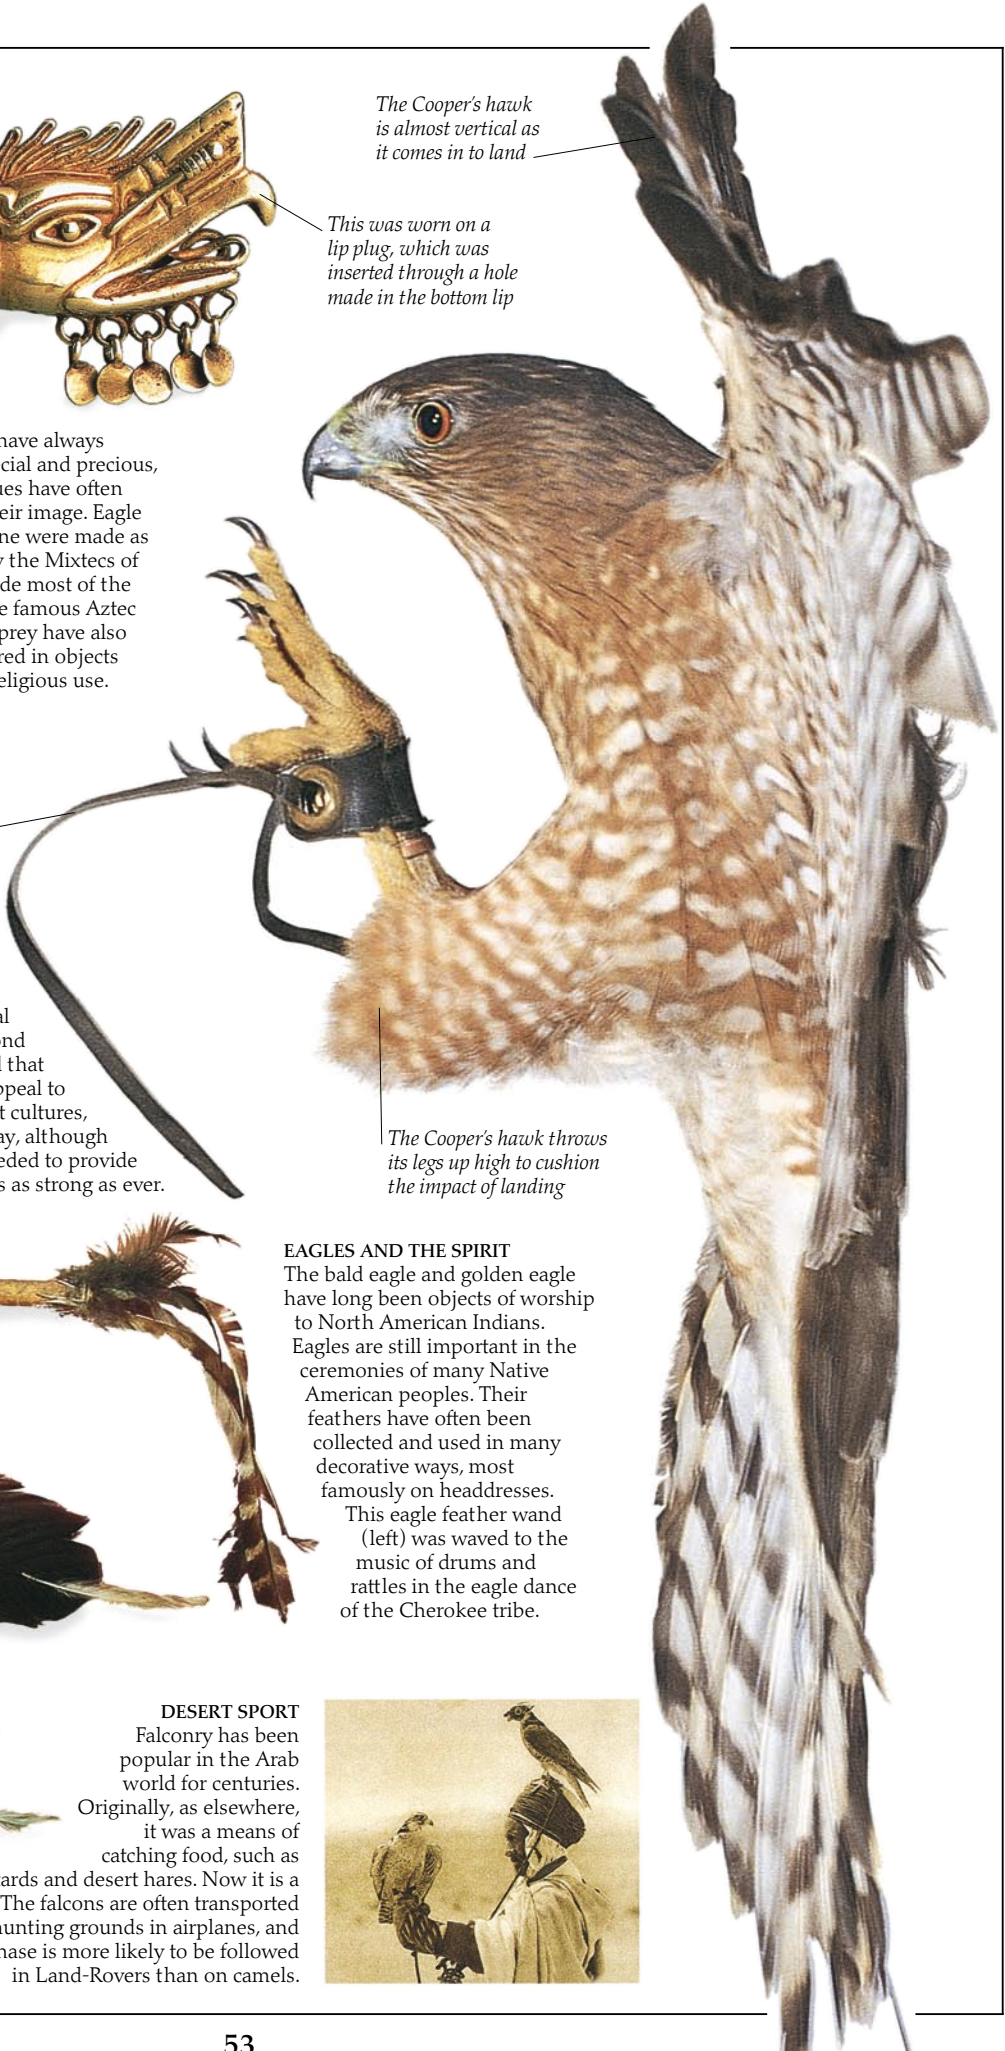 The Cooper's hawk
is almost vertical as
it comes in to land
This was worn on a
lip plug, which was
inserted through a hole
made in the bottom lip
have always
cial and precious,
ues have often
eir image. Eagle
ne were made as
y the Mixtecs of
de most of the
e famous Aztec
prey have also
red in objects
eligious use.
al
ond
d that
ppeal to
t cultures,
ay, although
eded to provide
s as strong as ever.
The Cooper's hawk throws
its legs up high to cushion
the impact of landing
EAGLES AND THE SPIRIT
The bald eagle and golden eagle
have long been objects of worship
to North American Indians.
Eagles are still important in the
ceremonies of many Native
American peoples. Their
feathers have often been
collected and used in many
decorative ways, most
famously on headdresses.
This eagle feather wand
(left) was waved to the
music of drums and
rattles in the eagle dance
of the Cherokee tribe.
DESERT SPORT
Falconry has been
popular in the Arab
world for centuries.
Originally, as elsewhere,
it was a means of
catching food, such as
tards and desert hares. Now it is a
The falcons are often transported
hunting grounds in airplanes, and
hase is more likely to be followed
in Land-Rovers than on camels.
53